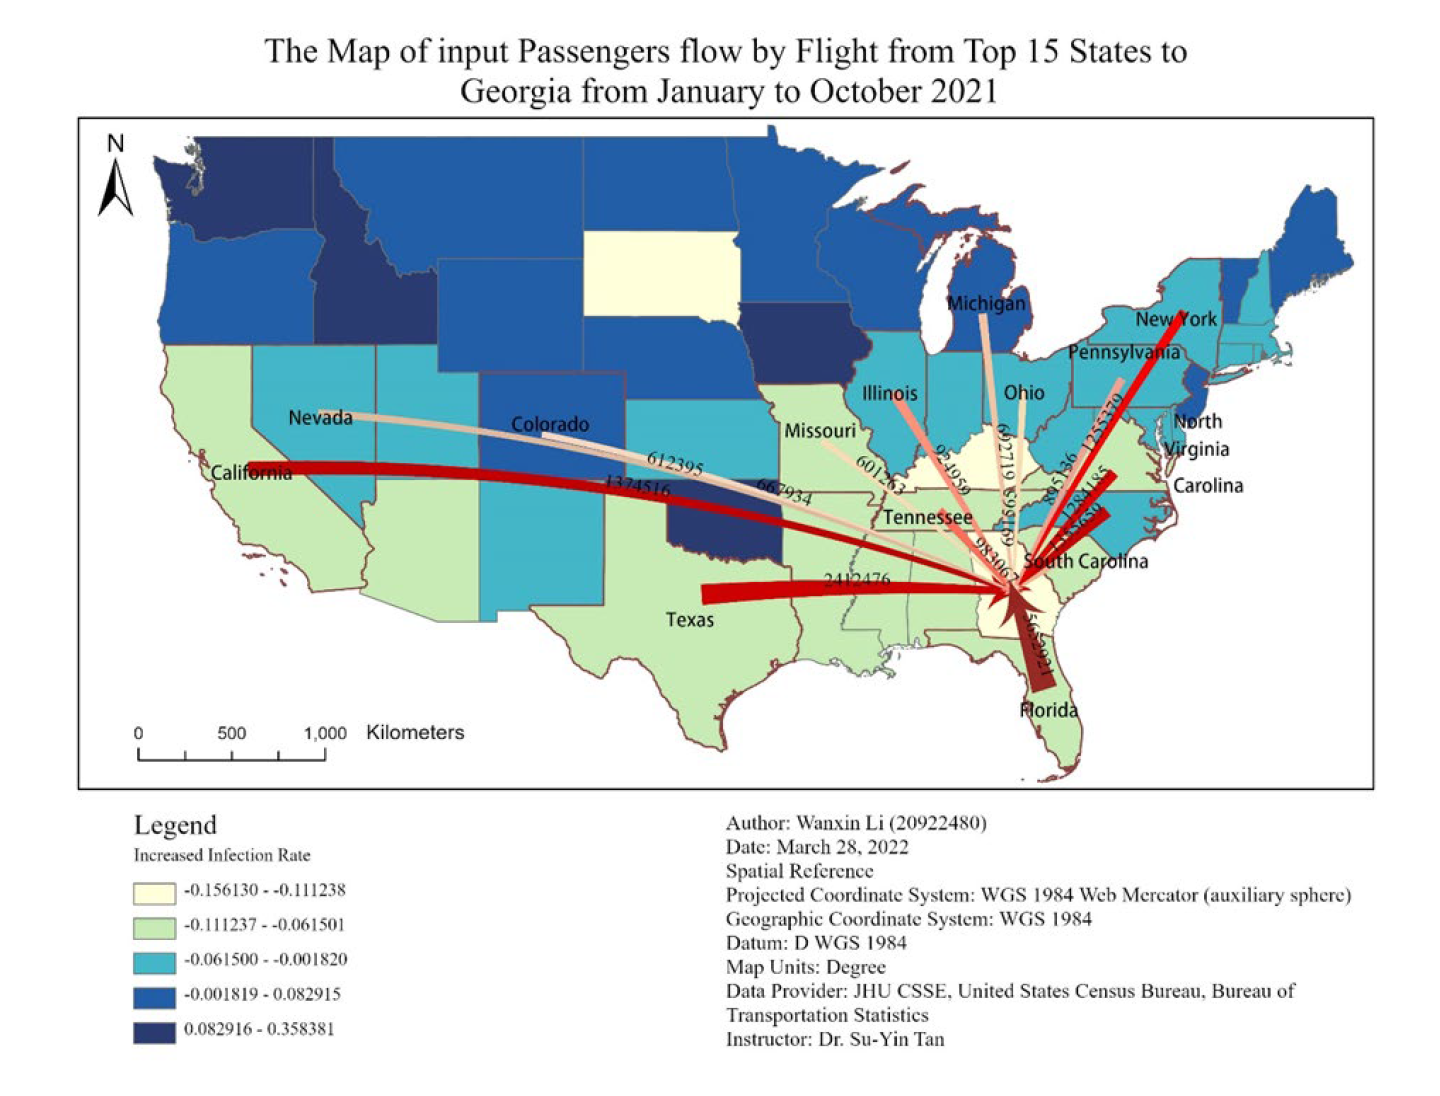 The Map of input Passengers flow by Flight from Top 15 States to
Georgia from January to October 2021
N
Michigan
New York
Pennsylvania
Illinois
Ohio
Nevada
Colorado
Missouri
North
Virginia
California
Carolina
612395
601263
954959
692719
1255379
1374516
667934
691565
1284185
Tennessee
983067
South Carolina
2412476
Texas
5652921
Florida
0 500 1,000 Kilometers
Legend
Increased Infection Rate
-0.156130 - -0.111238
-0.111237 - -0.061501
-0.061500 - -0.001820
-0.001819 - 0.082915
0.082916 - 0.358381
Author: Wanxin Li (20922480)
Date: March 28, 2022
Spatial Reference
Projected Coordinate System: WGS 1984 Web Mercator (auxiliary sphere)
Geographic Coordinate System: WGS 1984
Datum: D WGS 1984
Map Units: Degree
Data Provider: JHU CSSE, United States Census Bureau, Bureau of
Transportation Statistics
Instructor: Dr. Su-Yin Tan